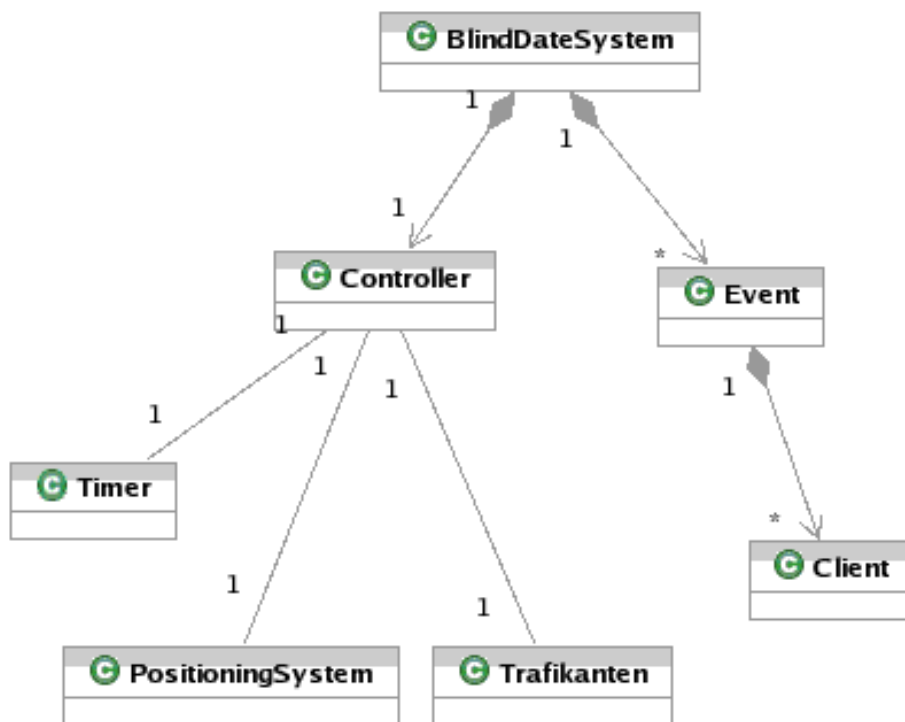 C BlindDateSystem
1
1
1
*
C Controller
C Event
1
1
1
1
1
*
C Timer
C Client
1
1
C PositioningSystem
C Trafikanten